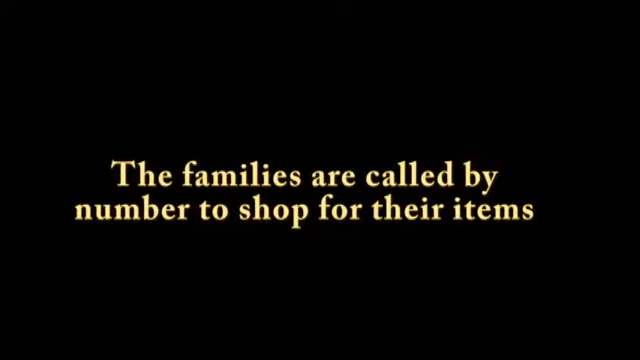 The families are called by
number to shop for their items